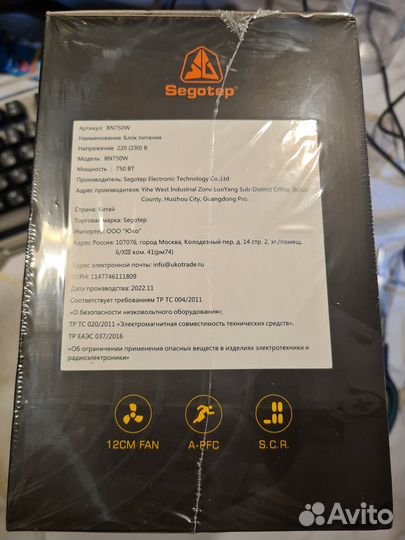 Segotep
Артикул: BN750W
Наименование: Блок питания
Напряжение 220 (230) В
Модель: BN750W
Мощность : 750 ВТ
Производитель: Segotep Electronic Technology Co.,Ltd
Адрес производителя: Yihe West Industrial Zone LuoYang Sub-District Office
County, Huizhou City, Guangdong Pro.
Страна: Китай
Торговая марка: Segotep
Импортер: ООО "Юко"
Адрес Россия: 107076, город Москва, Колодезный пер, д. 14 стр. 2, эт./помещ.
6/XIII ком. 41(рм74)
Адрес электронной почты: info@ukotrade.ru
ОГРН: 1147746111809
Дата производства: 2022.11
Соответствует требованиям ТР ТС 004/2011
«О безопасности низковольтного оборудования»;
ТР ТС 020/2011 «Электромагнитная совместимость технических средств»,
ТР ЕАЭС 037/2016
«Об ограничении применения опасных веществ в изделиях электротехники и
радиоэлектроники»
12CM FAN
A-PFC
S.C.R.
Avito